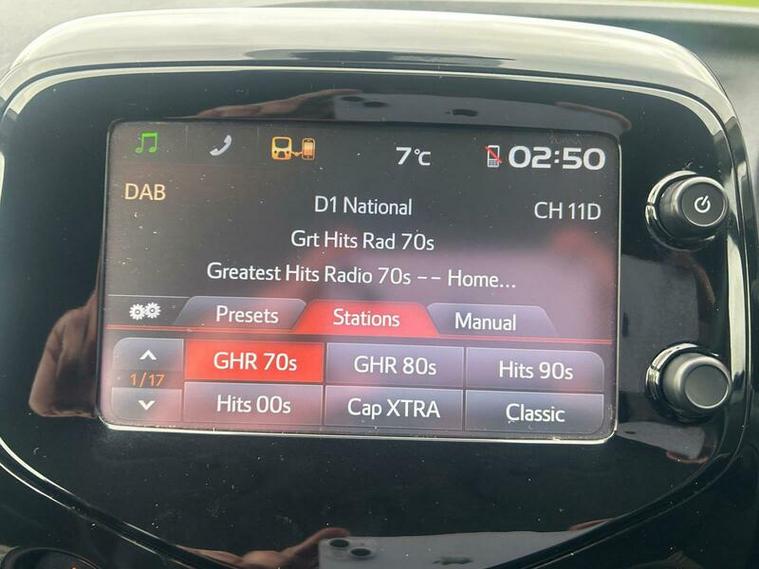 7°C
02:50
DAB
D1 National
CH 11D
Grt Hits Rad 70s
Greatest Hits Radio 70s -- Home...
Presets
Stations
Manual
1/17
GHR 70s
GHR 80s
Hits 90s
Hits 00s
Cap XTRA
Classic